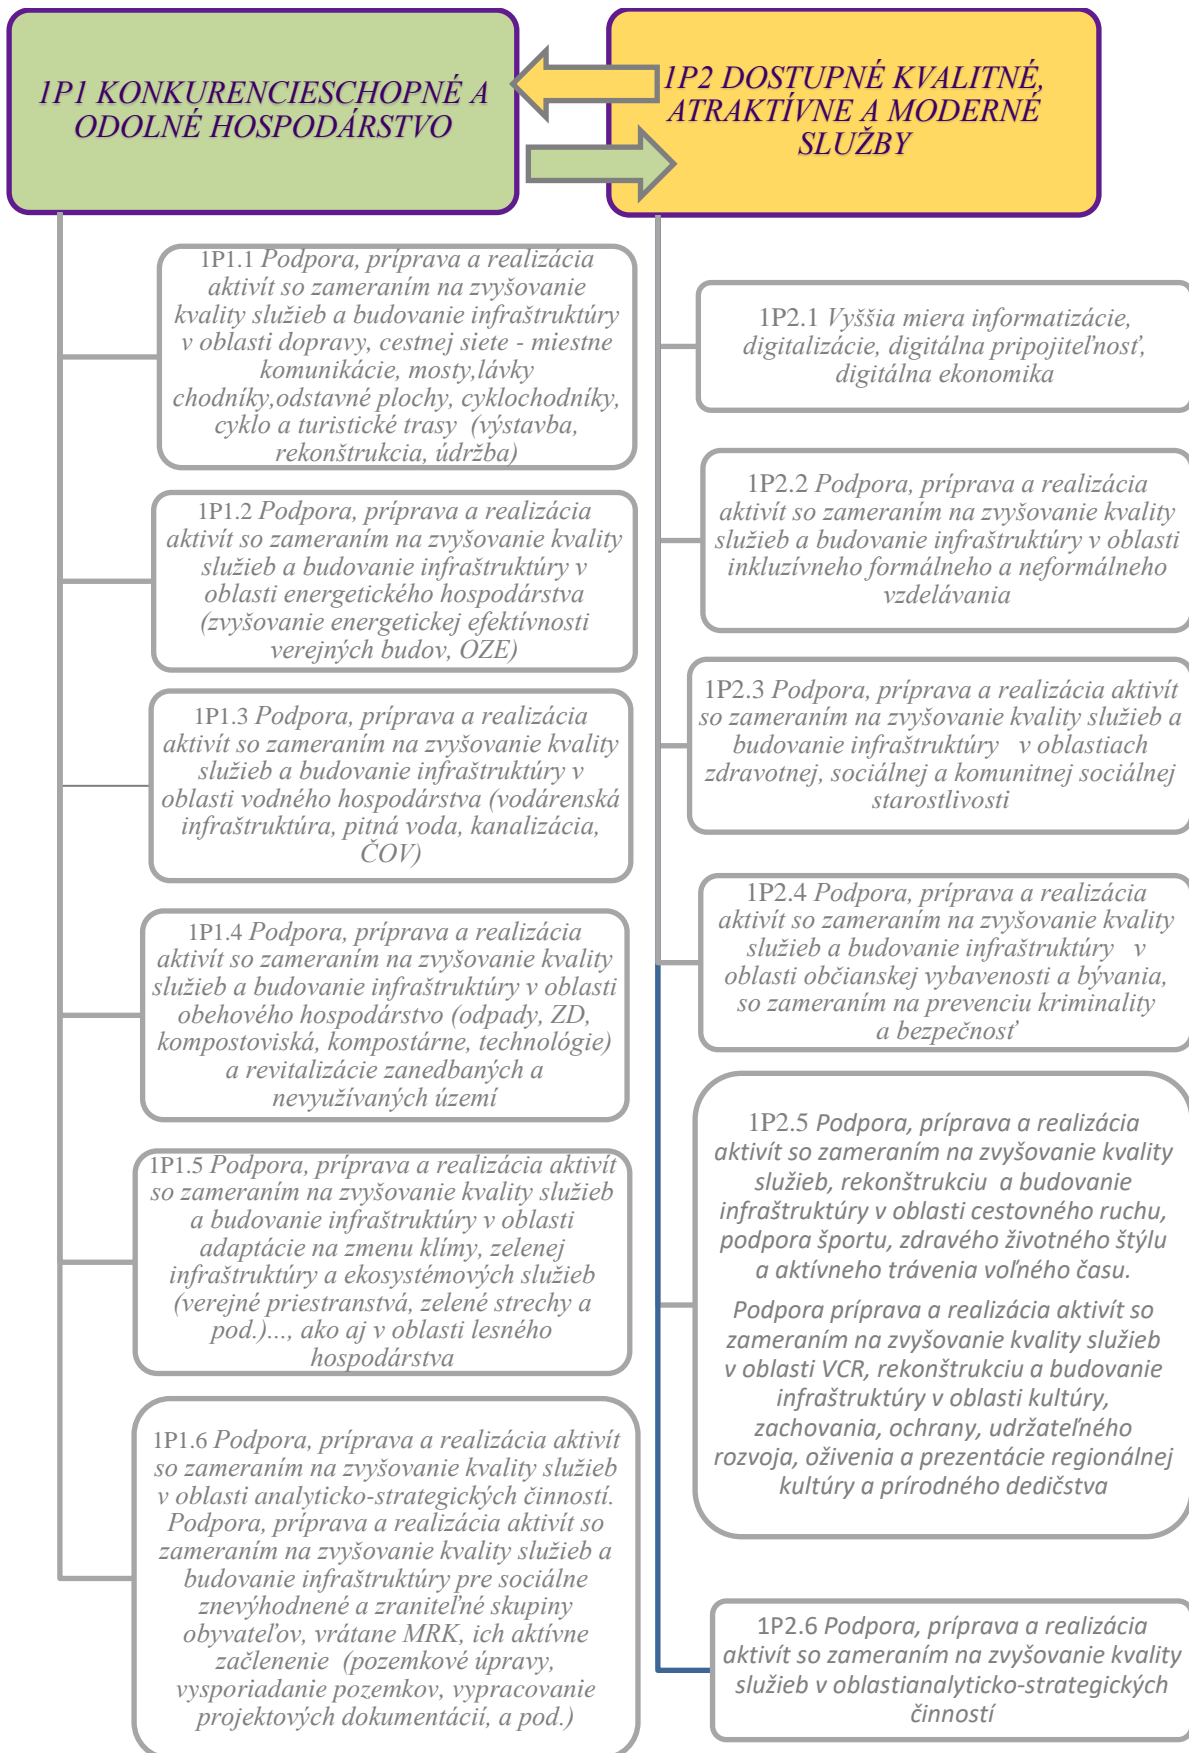 1P1 KONKURENCIESCHOPNÉ A
ODOLNÉ HOSPODÁRSTVO
1P1.1 Podpora, príprava a realizácia
aktivít so zameraním na zvyšovanie
kvality služieb a budovanie infraštruktúry
v oblasti dopravy, cestnej siete - miestne
komunikácie, mosty,lávky
chodníky,odstavné plochy, cyklochodníky,
cyklo a turistické trasy (výstavba,
rekonštrukcia, údržba)
1P1.2 Podpora, príprava a realizácia
aktivít so zameraním na zvyšovanie kvality
služieb a budovanie infraštruktúry v
oblasti energetického hospodárstva
(zvyšovanie energetickej efektívnosti
verejných budov, OZE)
1P1.3 Podpora, príprava a realizácia
aktivít so zameraním na zvyšovanie kvality
služieb a budovanie infraštruktúry v
oblasti vodného hospodárstva (vodárenská
infraštruktúra, pitná voda, kanalizácia,
ČOV)
1P1.4 Podpora, príprava a realizácia
aktivít so zameraním na zvyšovanie kvality
služieb a budovanie infraštruktúry v oblasti
obehového hospodárstvo (odpady, ZD,
kompostoviská, kompostárne, technológie)
a revitalizácie zanedbaných a
nevyužívaných území
1P1.5 Podpora, príprava a realizácia aktivít
so zameraním na zvyšovanie kvality služieb
a budovanie infraštruktúry v oblasti
adaptácie na zmenu klímy, zelenej
infraštruktúry a ekosystémových služieb
(verejné priestranstvá, zelené strechy a
pod.)..., ako aj v oblasti lesného
hospodárstva
1P1.6 Podpora, príprava a realizácia aktivít
so zameraním na zvyšovanie kvality služieb
v oblasti analyticko-strategických činností.
Podpora, príprava a realizácia aktivít so
zameraním na zvyšovanie kvality služieb a
budovanie infraštruktúry pre sociálne
znevýhodnené a zraniteľné skupiny
obyvateľov, vrátane MRK, ich aktívne
začlenenie (pozemkové úpravy,
vysporiadanie pozemkov, vypracovanie
projektových dokumentácií, a pod.)
1P2 DOSTUPNÉ KVALITNÉ,
ATRAKTÍVNE A MODERNÉ
SLUŽBY
1P2.1 Vyššia miera informatizácie,
digitalizácie, digitálna pripojiteľnosť,
digitálna ekonomika
1P2.2 Podpora, príprava a realizácia
aktivít so zameraním na zvyšovanie kvality
služieb a budovanie infraštruktúry v oblasti
inkluzívneho formálneho a neformálneho
vzdelávania
1P2.3 Podpora, príprava a realizácia aktivít
so zameraním na zvyšovanie kvality služieb a
budovanie infraštruktúry v oblastiach
zdravotnej, sociálnej a komunitnej sociálnej
starostlivosti
1P2.4 Podpora, príprava a realizácia
aktivít so zameraním na zvyšovanie kvality
služieb a budovanie infraštruktúry v
oblasti občianskej vybavenosti a bývania,
so zameraním na prevenciu kriminality
a bezpečnosť
1P2.5 Podpora, príprava a realizácia
aktivít so zameraním na zvyšovanie kvality
služieb, rekonštrukciu a budovanie
infraštruktúry v oblasti cestovného ruchu,
podpora športu, zdravého životného štýlu
a aktívneho trávenia voľného času.
Podpora príprava a realizácia aktivít so
zameraním na zvyšovanie kvality služieb
v oblasti VCR, rekonštrukciu a budovanie
infraštruktúry v oblasti kultúry,
zachovania, ochrany, udržateľného
rozvoja, oživenia a prezentácie regionálnej
kultúry a prírodného dedičstva
1P2.6 Podpora, príprava a realizácia
aktivít so zameraním na zvyšovanie kvality
služieb v oblastianalyticko-strategických
činností